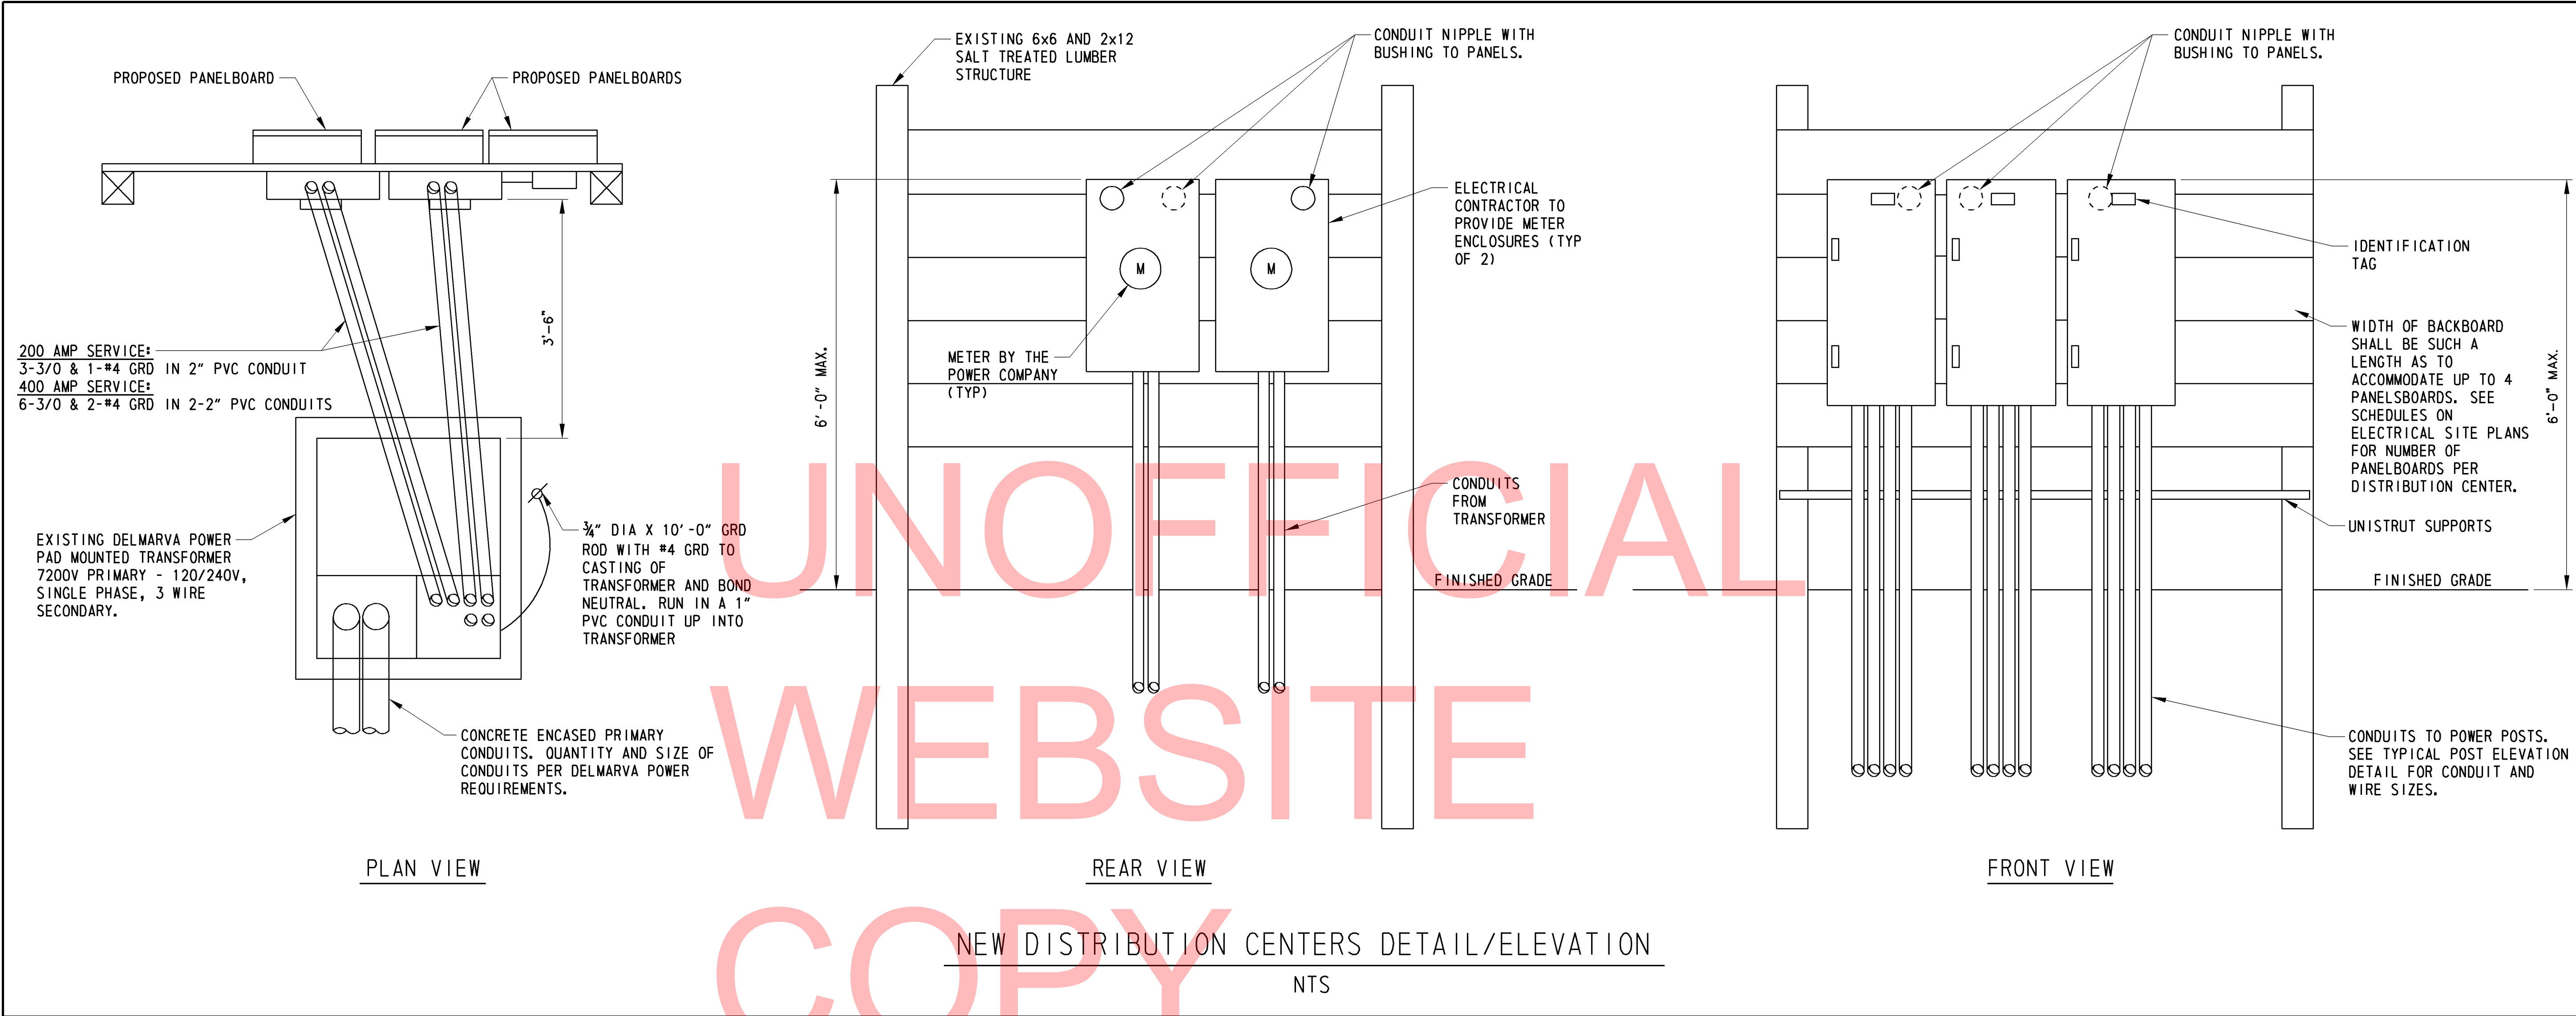 PROPOSED PANELBOARD
PROPOSED PANELBOARDS
3'-6"
200 AMP SERVICE:
3-3/0 & 1-#4 GRD IN 2" PVC CONDUIT
400 AMP SERVICE:
6-3/0 & 2-#4 GRD IN 2-2" PVC CONDUITS
EXISTING DELMARVA POWER
PAD MOUNTED TRANSFORMER
7200V PRIMARY - 120/240V,
SINGLE PHASE, 3 WIRE
SECONDARY.
3/4" DIA X 10'-0" GRD
ROD WITH #4 GRD TO
CASTING OF
TRANSFORMER AND BOND
NEUTRAL. RUN IN A 1"
PVC CONDUIT UP INTO
TRANSFORMER
CONCRETE ENCASED PRIMARY
CONDUITS. QUANTITY AND SIZE OF
CONDUITS PER DELMARVA POWER
REQUIREMENTS.
PLAN VIEW
EXISTING 6x6 AND 2x12
SALT TREATED LUMBER
STRUCTURE
CONDUIT NIPPLE WITH
BUSHING TO PANELS.
ELECTRICAL
CONTRACTOR TO
PROVIDE METER
ENCLOSURES (TYP
OF 2)
M
M
METER BY THE
POWER COMPANY
(TYP)
6'-0" MAX.
CONDUITS
FROM
TRANSFORMER
FINISHED GRADE
REAR VIEW
CONDUIT NIPPLE WITH
BUSHING TO PANELS.
IDENTIFICATION
TAG
WIDTH OF BACKBOARD
SHALL BE SUCH A
LENGTH AS TO
ACCOMMODATE UP TO 4
PANELSBOARDS. SEE
SCHEDULES ON
ELECTRICAL SITE PLANS
FOR NUMBER OF
PANELBOARDS PER
DISTRIBUTION CENTER.
6'-0" MAX.
UNISTRUT SUPPORTS
FINISHED GRADE
CONDUITS TO POWER POSTS.
SEE TYPICAL POST ELEVATION
DETAIL FOR CONDUIT AND
WIRE SIZES.
FRONT VIEW
NEW DISTRIBUTION CENTERS DETAIL/ELEVATION
NTS
UNOFFICIAL
WEBSITE
COPY